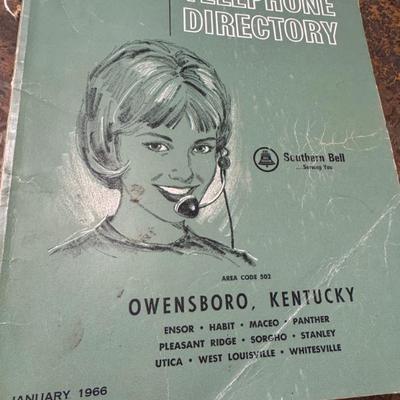 TELEPHONE
DIRECTORY
Southern Bell
...Serving You
AREA CODE 502
OWENSBORO, KENTUCKY
ENSOR • HABIT • MACEO • PANTHER
PLEASANT RIDGE • SORGHO • STANLEY
UTICA • WEST LOUISVILLE • WHITESVILLE
JANUARY 1966